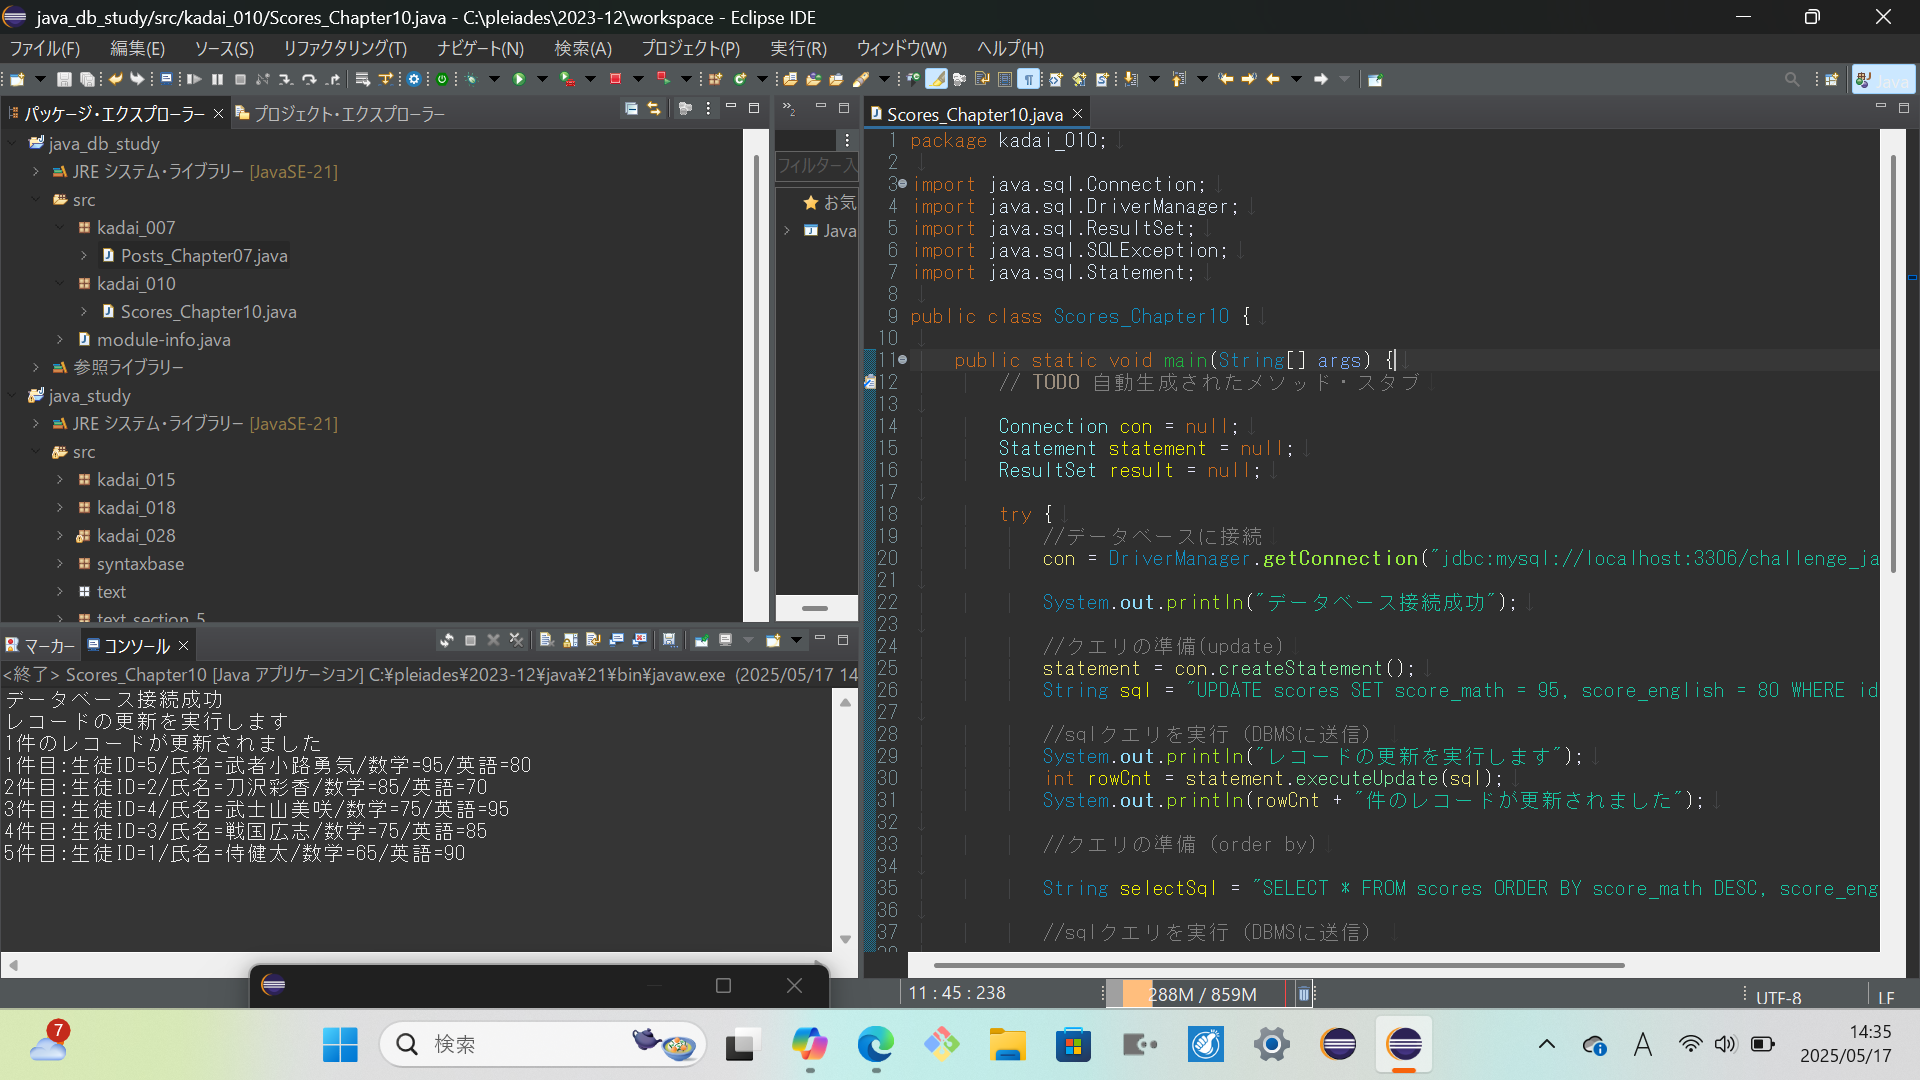 java_db_study/src/kadai_010/Scores_Chapter10.java - C:\pleiades\2023-12\workspace - Eclipse IDE
ファイル(F) 編集(E) ソース(S) リファクタリング(T) ナビゲート(N) 検索(A) プロジェクト(P) 実行(R) ウィンドウ(W) ヘルプ(H)
Java
パッケージ・エクスプローラー プロジェクト・エクスプローラー
java_db_study
JRE システム・ライブラリー [JavaSE-21]
src
kadai_007
Posts_Chapter07.java
kadai_010
Scores_Chapter10.java
module-info.java
参照ライブラリー
java_study
JRE システム・ライブラリー [JavaSE-21]
src
kadai_015
kadai_018
kadai_028
syntaxbase
text
text_section_5
2
フィルター入
お気
Java
Scores_Chapter10.java
1 package kadai_010;
2
3 import java.sql.Connection;
4 import java.sql.DriverManager;
5 import java.sql.ResultSet;
6 import java.sql.SQLException;
7 import java.sql.Statement;
8
9 public class Scores_Chapter10 {
10
11 public static void main(String[] args) {
12 // TODO 自動生成されたメソッド・スタブ
13
14 Connection con = null;
15 Statement statement = null;
16 ResultSet result = null;
17
18 try {
19 //データベースに接続
20 con = DriverManager.getConnection("jdbc:mysql://localhost:3306/challenge_ja
21
22 System.out.println("データベース接続成功");
23
24 //クエリの準備(update)
25 statement = con.createStatement();
26 String sql = "UPDATE scores SET score_math = 95, score_english = 80 WHERE id
27
28 //sqlクエリを実行（DBMSに送信）
29 System.out.println("レコードの更新を実行します");
30 int rowCnt = statement.executeUpdate(sql);
31 System.out.println(rowCnt + "件のレコードが更新されました");
32
33 //クエリの準備（order by）
34
35 String selectSql = "SELECT * FROM scores ORDER BY score_math DESC, score_eng
36
37 //sqlクエリを実行（DBMSに送信）
マーカー コンソール
<終了> Scores_Chapter10 [Java アプリケーション] C:¥pleiades¥2023-12¥java¥21¥bin¥javaw.exe (2025/05/17 14
データベース接続成功
レコードの更新を実行します
1件のレコードが更新されました
1件目:生徒ID=5/氏名=武者小路勇気/数学=95/英語=80
2件目:生徒ID=2/氏名=刀沢彩香/数学=85/英語=70
3件目:生徒ID=4/氏名=武士山美咲/数学=75/英語=95
4件目:生徒ID=3/氏名=戦国広志/数学=75/英語=85
5件目:生徒ID=1/氏名=侍健太/数学=65/英語=90
11 : 45 : 238
288M / 859M
UTF-8
LF
7
検索
A
14:35
2025/05/17